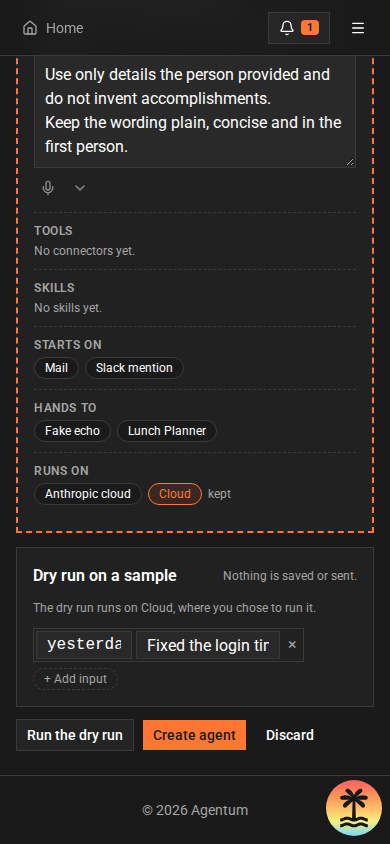 Home
1
Use only details the person provided and
do not invent accomplishments.
Keep the wording plain, concise and in the
first person.
TOOLS
No connectors yet.
SKILLS
No skills yet.
STARTS ON
Mail
Slack mention
HANDS TO
Fake echo
Lunch Planner
RUNS ON
Anthropic cloud
Cloud
kept
Dry run on a sample
Nothing is saved or sent.
The dry run runs on Cloud, where you chose to run it.
yesterda
Fixed the login
×
+ Add input
Run the dry run
Create agent
Discard
© 2026 Agentum